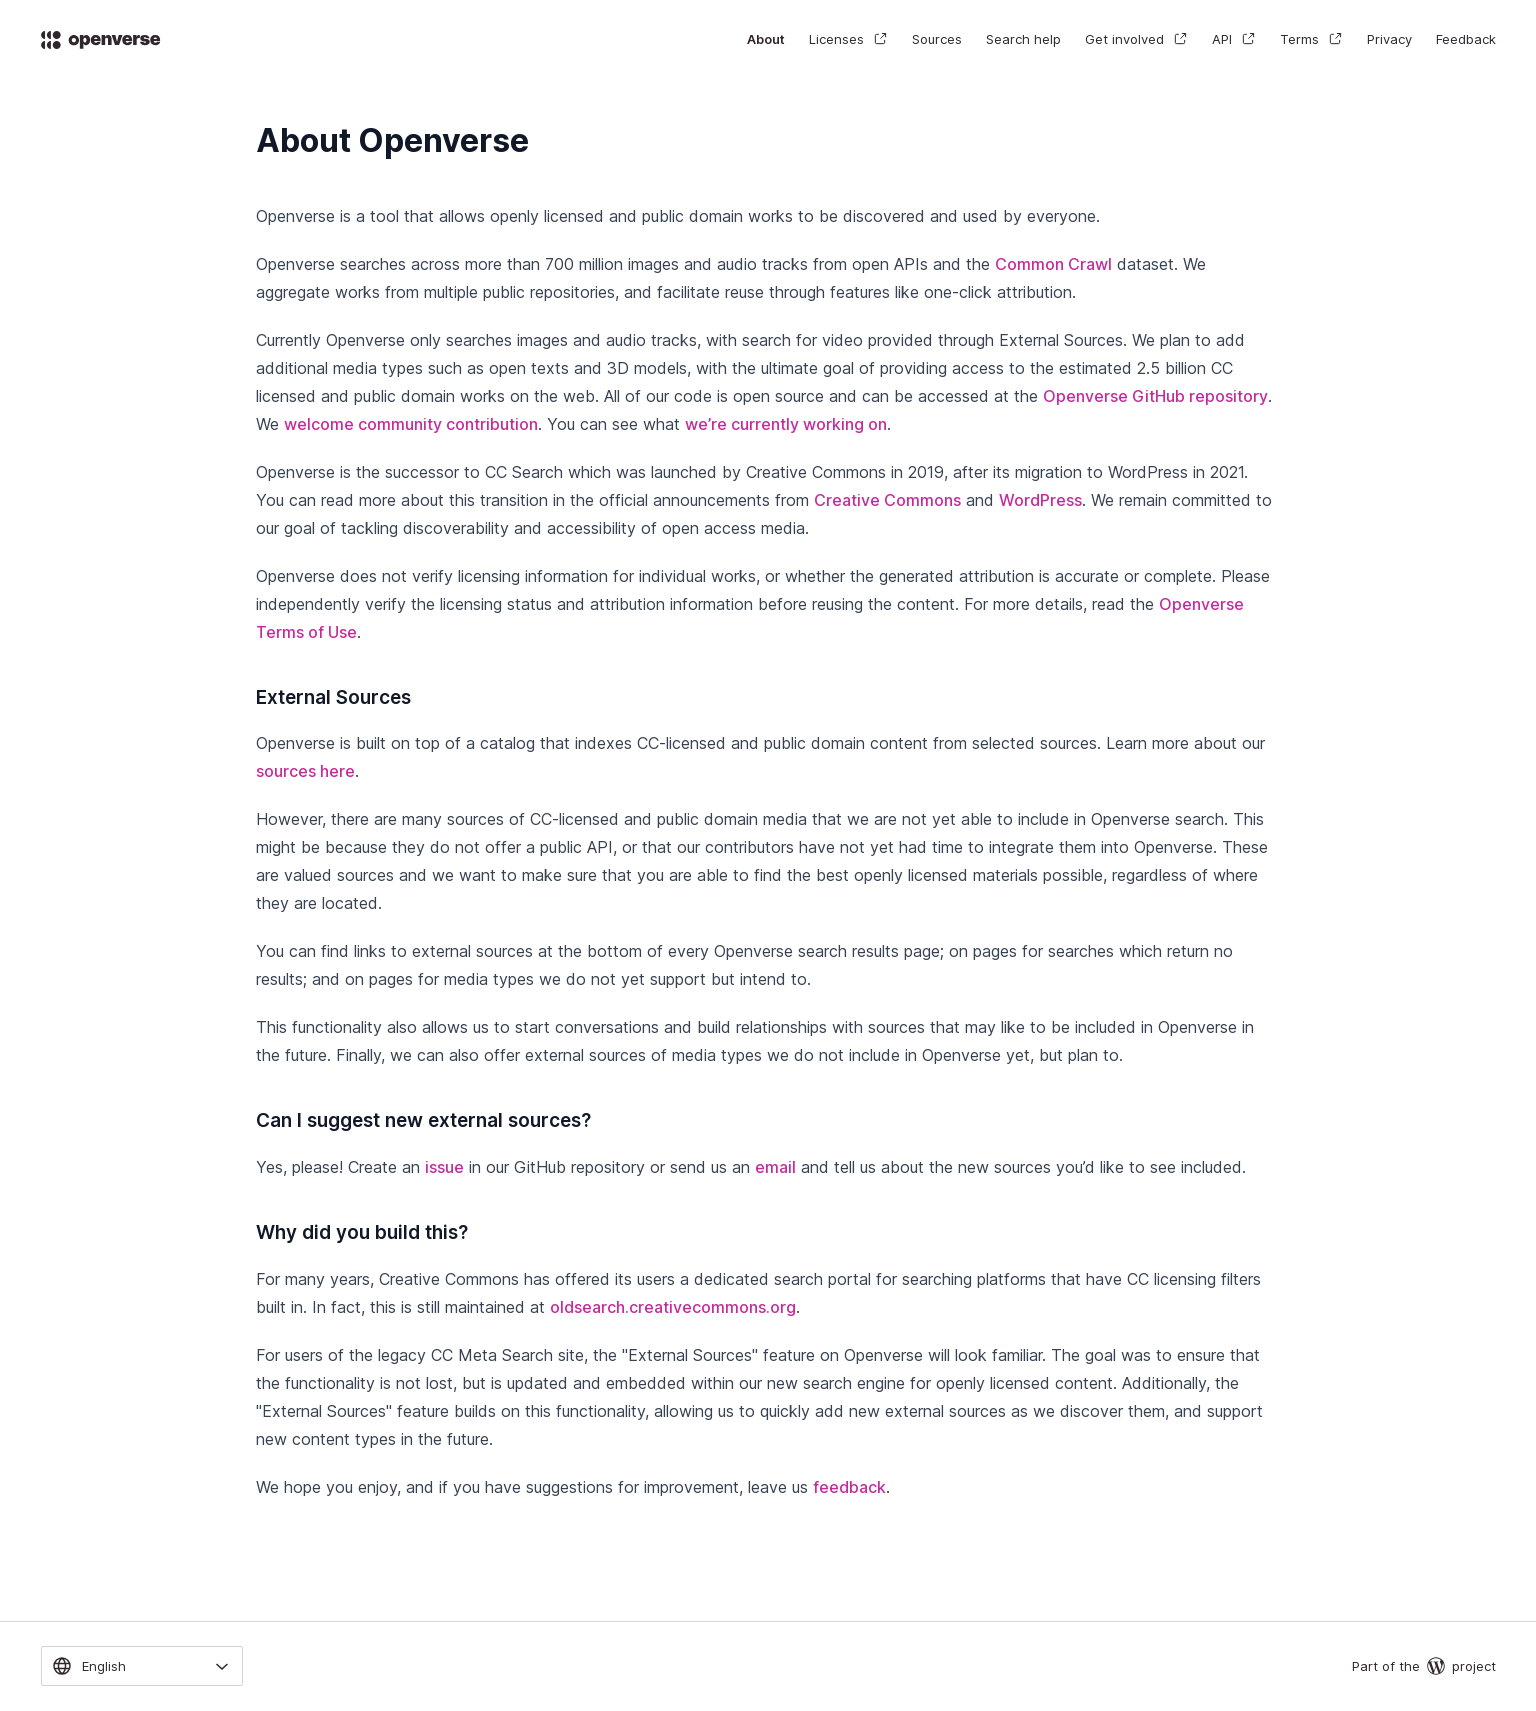 openverse
About Licenses Sources Search help Get involved API Terms Privacy Feedback
About Openverse
Openverse is a tool that allows openly licensed and public domain works to be discovered and used by everyone.
Openverse searches across more than 700 million images and audio tracks from open APIs and the Common Crawl dataset. We
aggregate works from multiple public repositories, and facilitate reuse through features like one-click attribution.
Currently Openverse only searches images and audio tracks, with search for video provided through External Sources. We plan to add
additional media types such as open texts and 3D models, with the ultimate goal of providing access to the estimated 2.5 billion CC
licensed and public domain works on the web. All of our code is open source and can be accessed at the Openverse GitHub repository.
We welcome community contribution. You can see what we’re currently working on.
Openverse is the successor to CC Search which was launched by Creative Commons in 2019, after its migration to WordPress in 2021.
You can read more about this transition in the official announcements from Creative Commons and WordPress. We remain committed to
our goal of tackling discoverability and accessibility of open access media.
Openverse does not verify licensing information for individual works, or whether the generated attribution is accurate or complete. Please
independently verify the licensing status and attribution information before reusing the content. For more details, read the Openverse
Terms of Use.
External Sources
Openverse is built on top of a catalog that indexes CC-licensed and public domain content from selected sources. Learn more about our
sources here.
However, there are many sources of CC-licensed and public domain media that we are not yet able to include in Openverse search. This
might be because they do not offer a public API, or that our contributors have not yet had time to integrate them into Openverse. These
are valued sources and we want to make sure that you are able to find the best openly licensed materials possible, regardless of where
they are located.
You can find links to external sources at the bottom of every Openverse search results page; on pages for searches which return no
results; and on pages for media types we do not yet support but intend to.
This functionality also allows us to start conversations and build relationships with sources that may like to be included in Openverse in
the future. Finally, we can also offer external sources of media types we do not include in Openverse yet, but plan to.
Can I suggest new external sources?
Yes, please! Create an issue in our GitHub repository or send us an email and tell us about the new sources you’d like to see included.
Why did you build this?
For many years, Creative Commons has offered its users a dedicated search portal for searching platforms that have CC licensing filters
built in. In fact, this is still maintained at oldsearch.creativecommons.org.
For users of the legacy CC Meta Search site, the "External Sources" feature on Openverse will look familiar. The goal was to ensure that
the functionality is not lost, but is updated and embedded within our new search engine for openly licensed content. Additionally, the
"External Sources" feature builds on this functionality, allowing us to quickly add new external sources as we discover them, and support
new content types in the future.
We hope you enjoy, and if you have suggestions for improvement, leave us feedback.
English
Part of the project